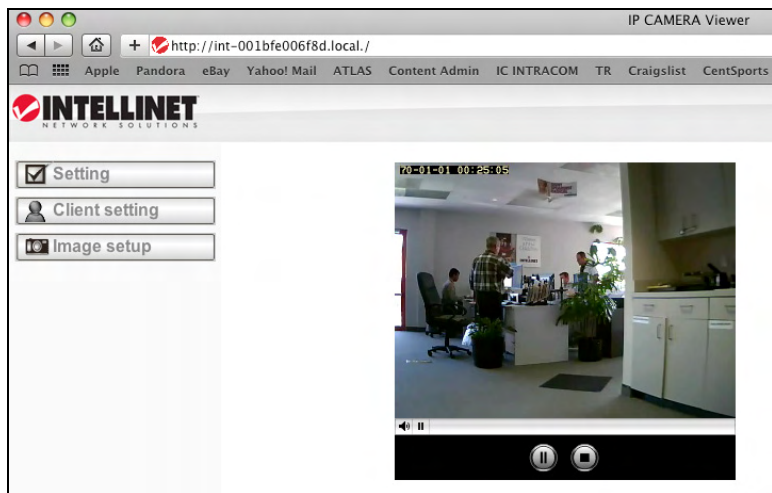 IP CAMERA Viewer
http://int-001bfe006f8d.local./
Apple Pandora eBay Yahoo! Mail ATLAS Content Admin IC INTRACOM TR Craigslist CentSports
INTELLINET
NETWORK SOLUTIONS
Setting
Client setting
Image setup
70-01-01 00:25:05